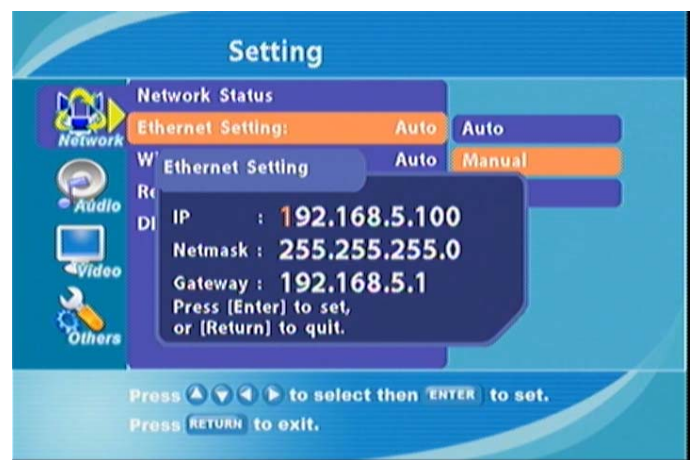 Setting
Network Status
Ethernet Setting: Auto
Auto
Network
W
Auto
Manual
Ethernet Setting
Re
Audio
DI
IP : 192.168.5.100
Netmask : 255.255.255.0
Video
Gateway : 192.168.5.1
Press [Enter] to set,
or [Return] to quit.
Others
Press to select then ENTER to set.
Press RETURN to exit.